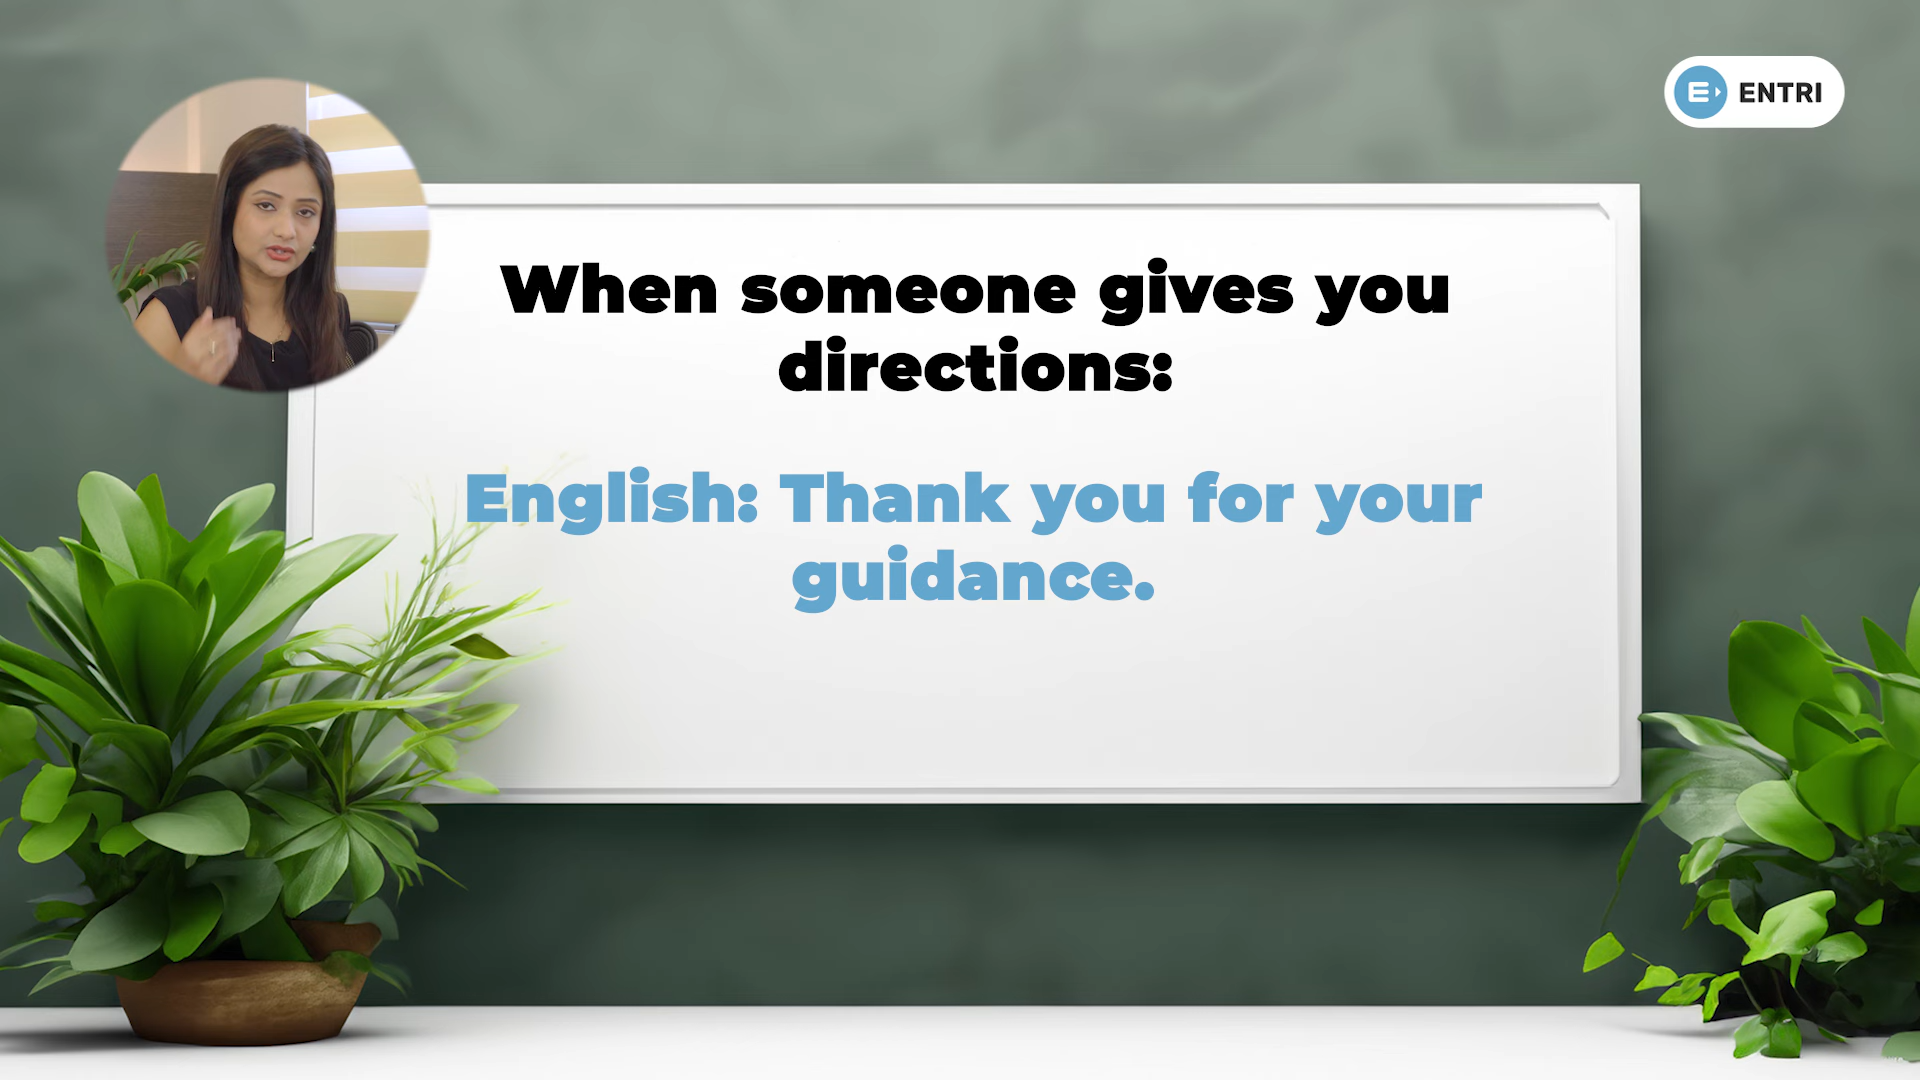 ENTRI
When someone gives you
directions:
English: Thank you for your
guidance.